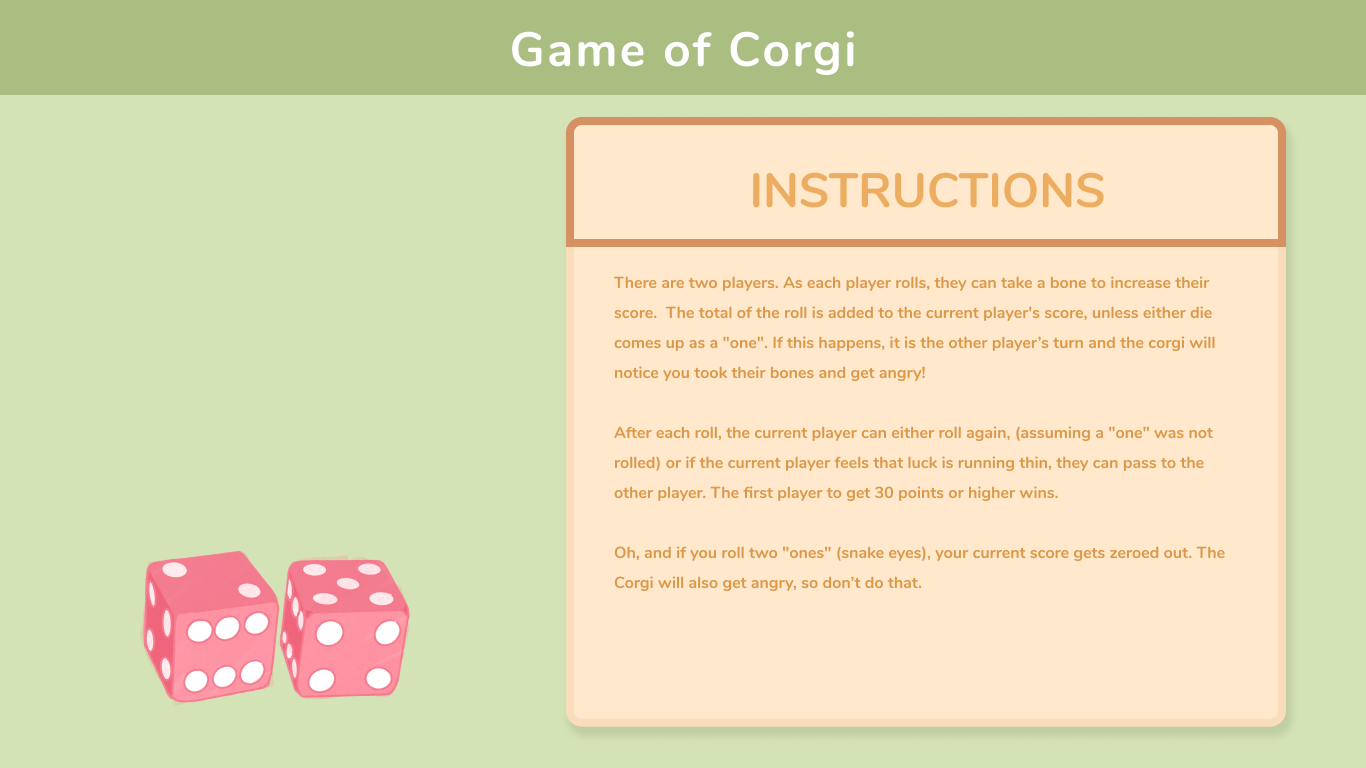 Game of Corgi
INSTRUCTIONS
There are two players. As each player rolls, they can take a bone to increase their
score.  The total of the roll is added to the current player's score, unless either die
comes up as a "one". If this happens, it is the other player’s turn and the corgi will
notice you took their bones and get angry!
After each roll, the current player can either roll again, (assuming a "one" was not
rolled) or if the current player feels that luck is running thin, they can pass to the
other player. The first player to get 30 points or higher wins.
Oh, and if you roll two "ones" (snake eyes), your current score gets zeroed out. The
Corgi will also get angry, so don’t do that.